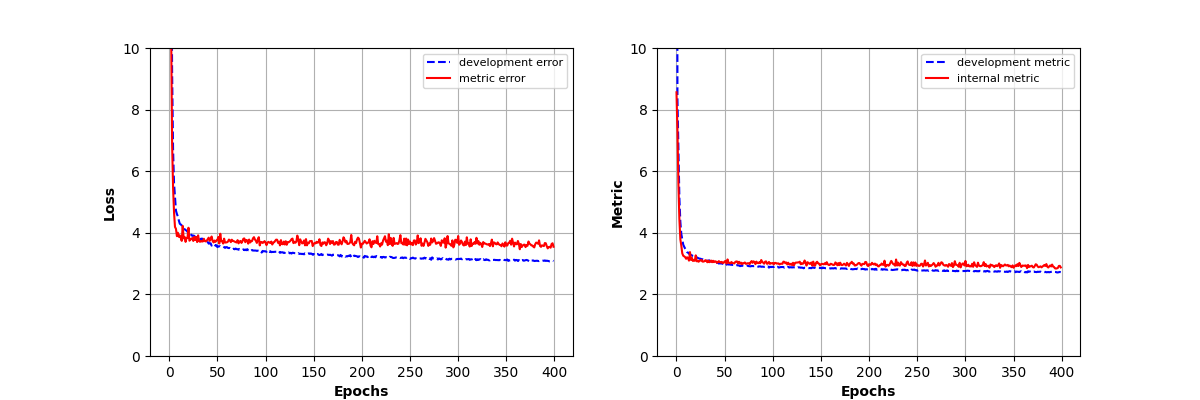 10
8
6
4
2
0
Loss
development error
metric error
0 50 100 150 200 250 300 350 400
Epochs
10
8
6
4
2
0
Metric
development metric
internal metric
0 50 100 150 200 250 300 350 400
Epochs